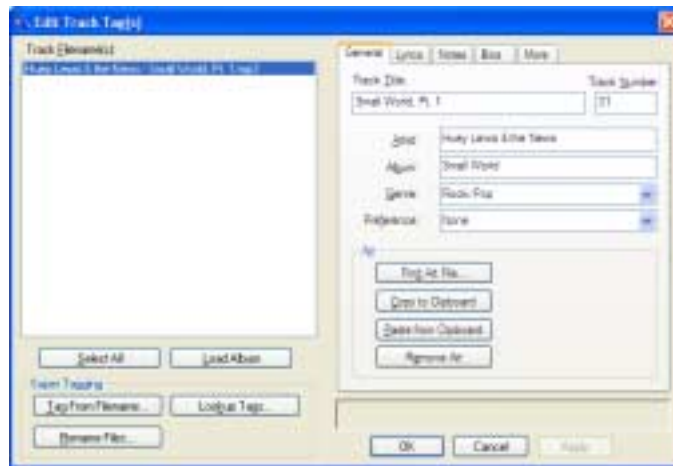 Edit Track Tag(s)
Track Filename(s)
Huey Lewis & the News - Small World, Pt. 1.mp3
Select All
Load Album
Super Tagging
Tag From Filename...
Lookup Tags...
Rename Files...
General
Lyrics
Notes
Bios
More
Track Title
Track Number
Small World, Pt. 1
01
Artist
Huey Lewis & the News
Album
Small World
Genre
Rock/Pop
Preference
None
Art
Find Art File...
Copy to Clipboard
Paste from Clipboard
Remove Art
OK
Cancel
Apply